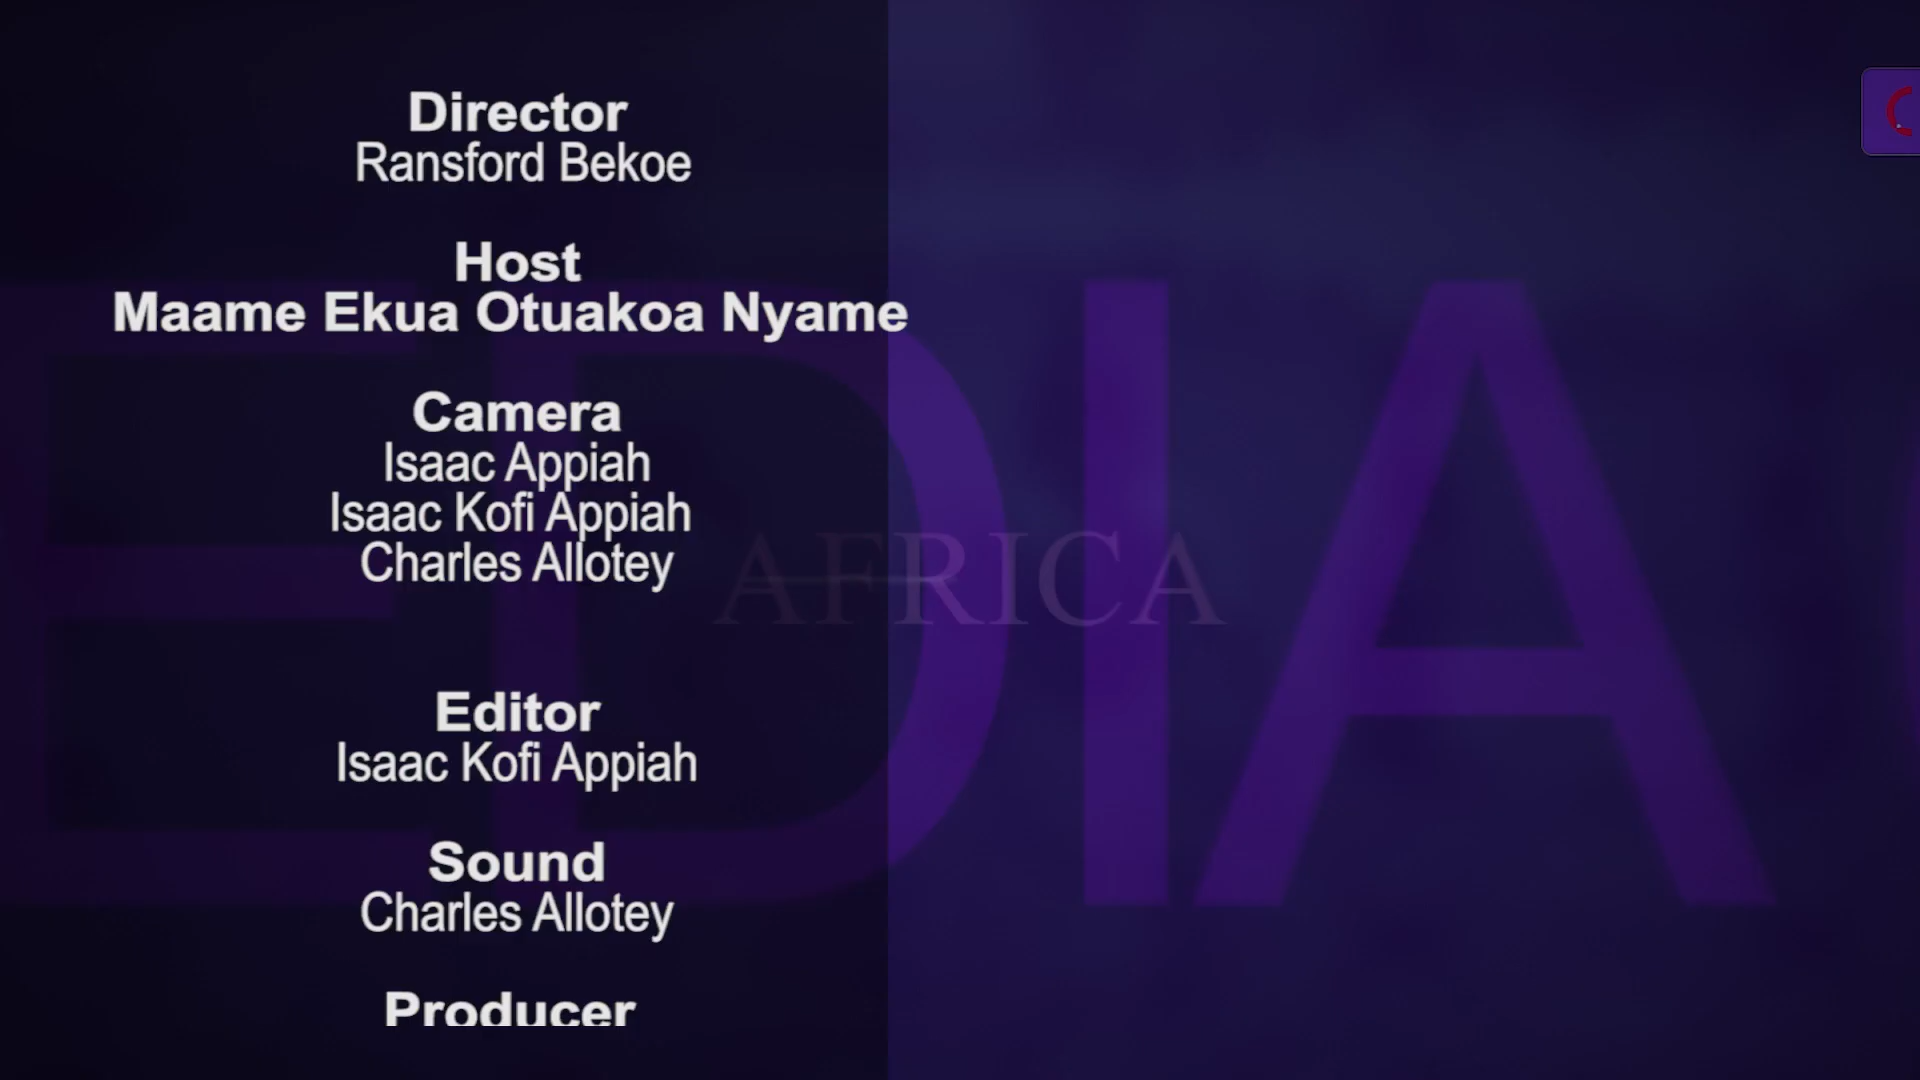 Director
Ransford Bekoe
Host
Maame Ekua Otuakoa Nyame
Camera
Isaac Appiah
Isaac Kofi Appiah
Charles Allotey
AFRICA
EDIA
Editor
Isaac Kofi Appiah
Sound
Charles Allotey
Producer